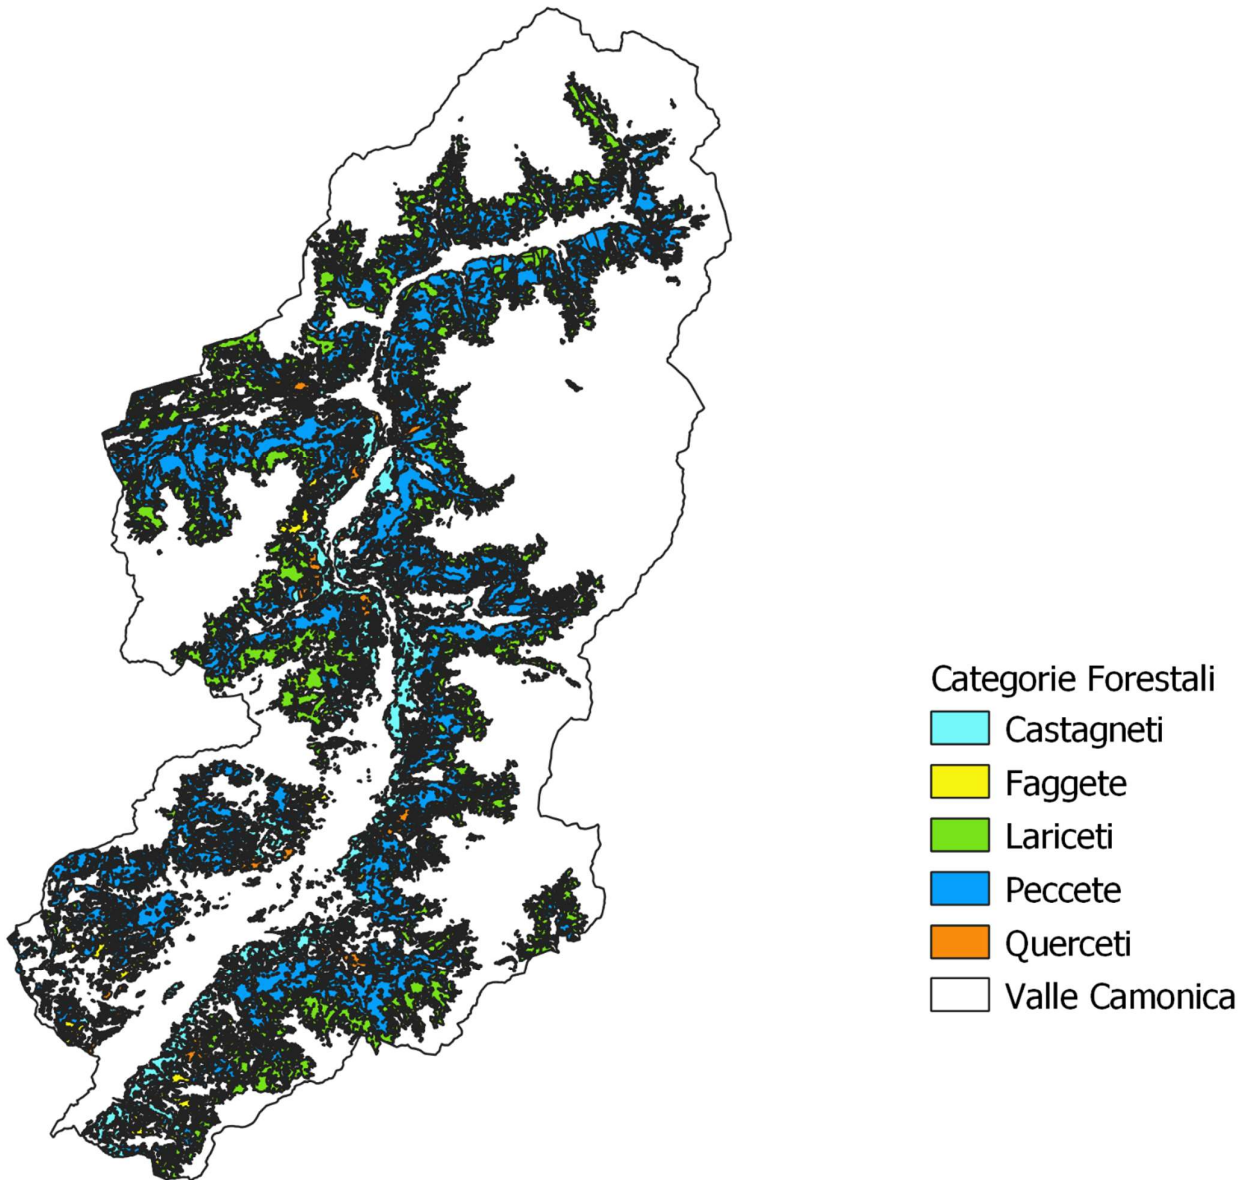 Categorie Forestali
Castagneti
Faggete
Lariceti
Peccete
Querceti
Valle Camonica